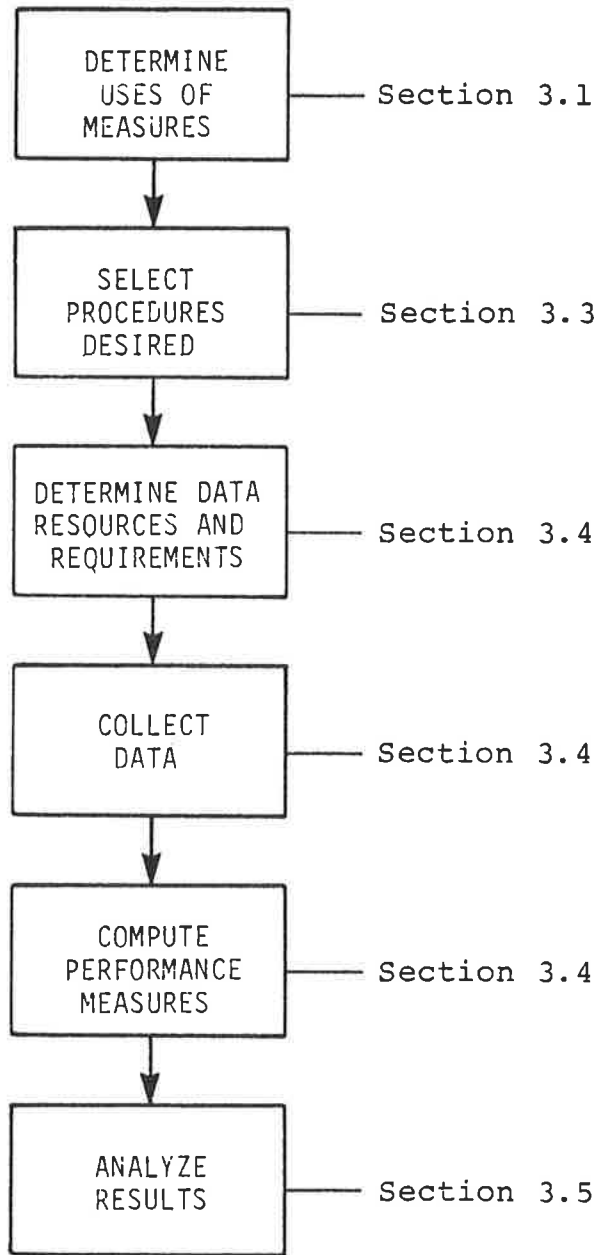 DETERMINE
USES OF
MEASURES
Section 3.1
SELECT
PROCEDURES
DESIRED
Section 3.3
DETERMINE DATA
RESOURCES AND
REQUIREMENTS
Section 3.4
COLLECT
DATA
Section 3.4
COMPUTE
PERFORMANCE
MEASURES
Section 3.4
ANALYZE
RESULTS
Section 3.5